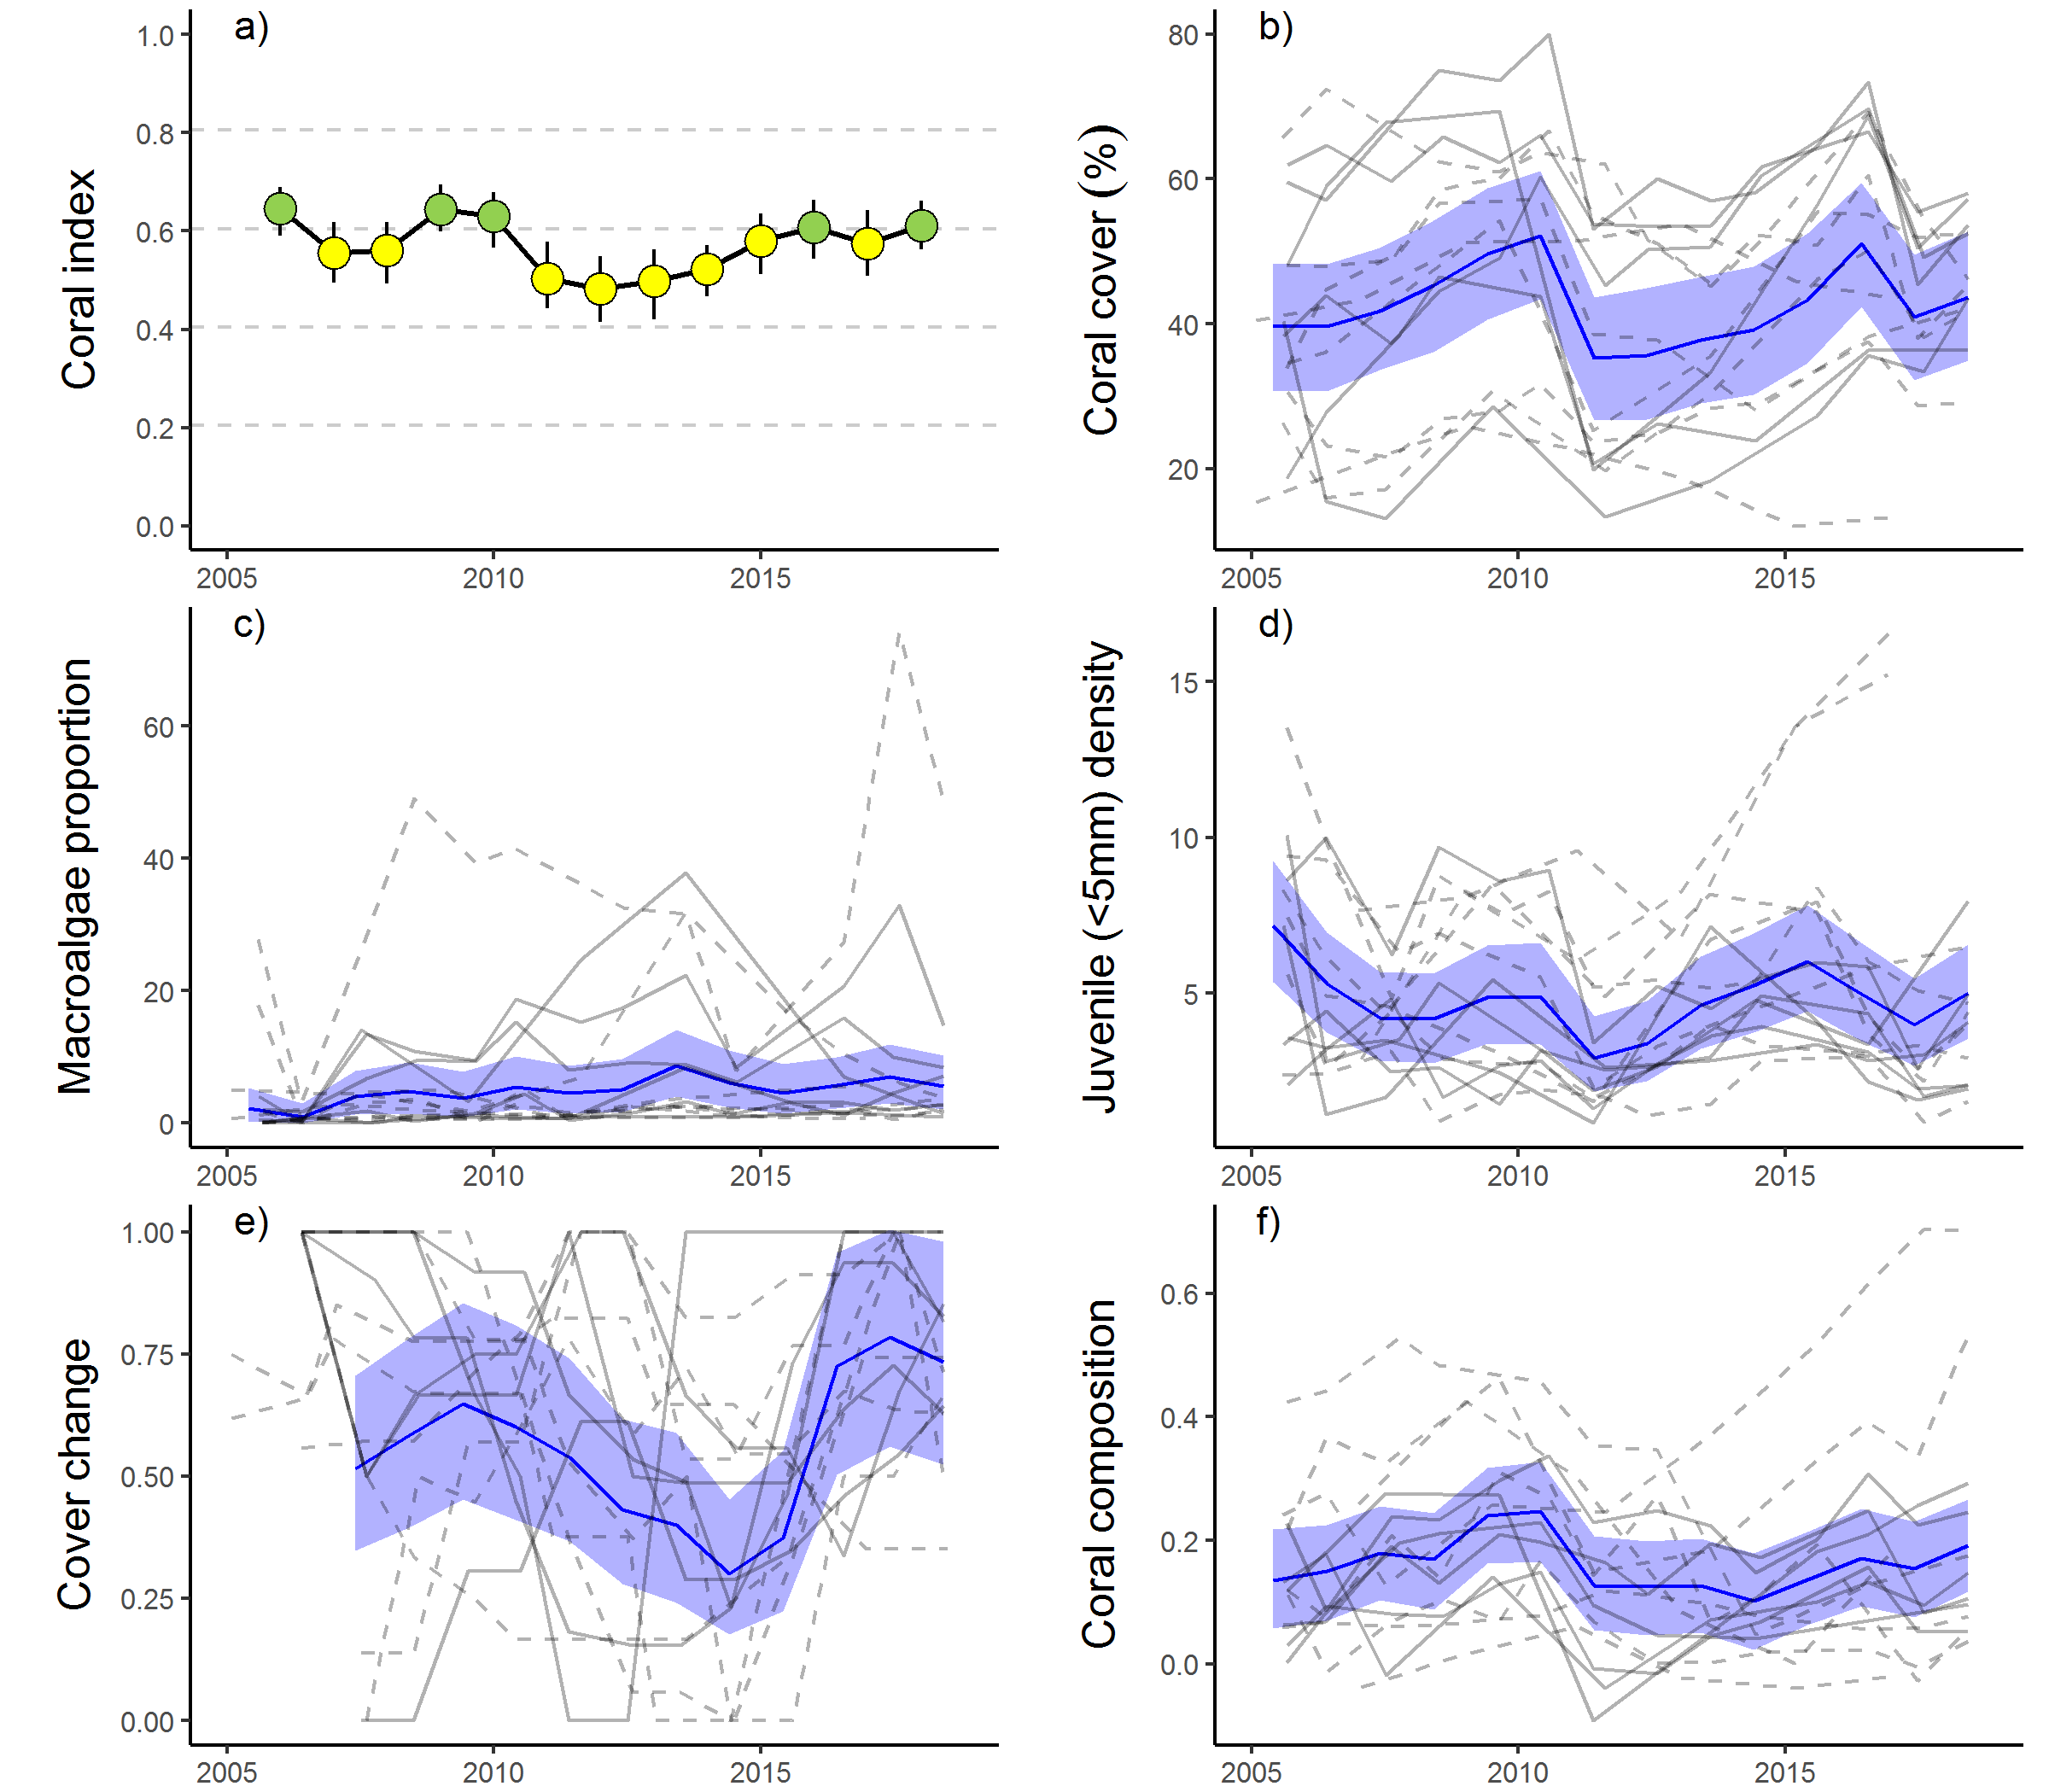 a)
Coral index
1.0
0.8
0.6
0.4
0.2
0.0
2005 2010 2015
b)
Coral cover (%)
80
60
40
20
2005 2010 2015
c)
Macroalgae proportion
60
40
20
0
2005 2010 2015
d)
Juvenile (<5mm) density
15
10
5
2005 2010 2015
e)
Cover change
1.00
0.75
0.50
0.25
0.00
2005 2010 2015
f)
Coral composition
0.6
0.4
0.2
0.0
2005 2010 2015